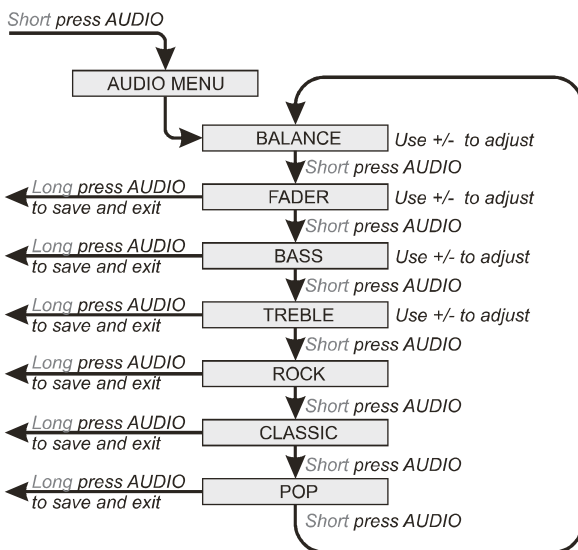 Short press AUDIO
AUDIO MENU
BALANCE
Use +/- to adjust
Short press AUDIO
Long press AUDIO
to save and exit
FADER
Use +/- to adjust
Short press AUDIO
Long press AUDIO
to save and exit
BASS
Use +/- to adjust
Short press AUDIO
Long press AUDIO
to save and exit
TREBLE
Use +/- to adjust
Short press AUDIO
Long press AUDIO
to save and exit
ROCK
Short press AUDIO
Long press AUDIO
to save and exit
CLASSIC
Short press AUDIO
Long press AUDIO
to save and exit
POP
Short press AUDIO